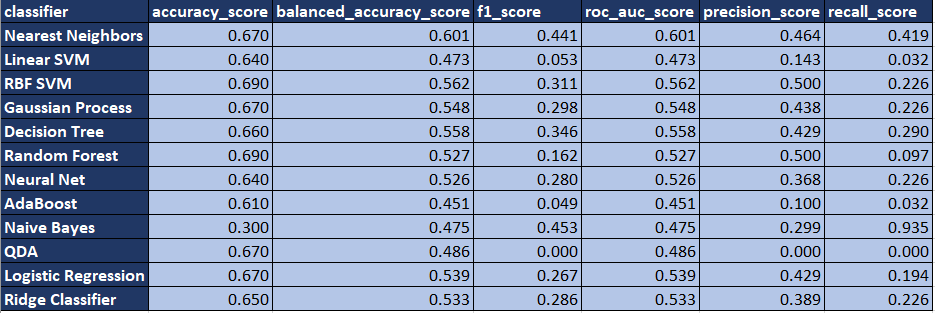 classifier accuracy_score balanced_accuracy_score f1_score roc_auc_score precision_score recall_score
Nearest Neighbors 0.670 0.601 0.441 0.601 0.464 0.419
Linear SVM 0.640 0.473 0.053 0.473 0.143 0.032
RBF SVM 0.690 0.562 0.311 0.562 0.500 0.226
Gaussian Process 0.670 0.548 0.298 0.548 0.438 0.226
Decision Tree 0.660 0.558 0.346 0.558 0.429 0.290
Random Forest 0.690 0.527 0.162 0.527 0.500 0.097
Neural Net 0.640 0.526 0.280 0.526 0.368 0.226
AdaBoost 0.610 0.451 0.049 0.451 0.100 0.032
Naive Bayes 0.300 0.475 0.453 0.475 0.299 0.935
QDA 0.670 0.486 0.000 0.486 0.000 0.000
Logistic Regression 0.670 0.539 0.267 0.539 0.429 0.194
Ridge Classifier 0.650 0.533 0.286 0.533 0.389 0.226